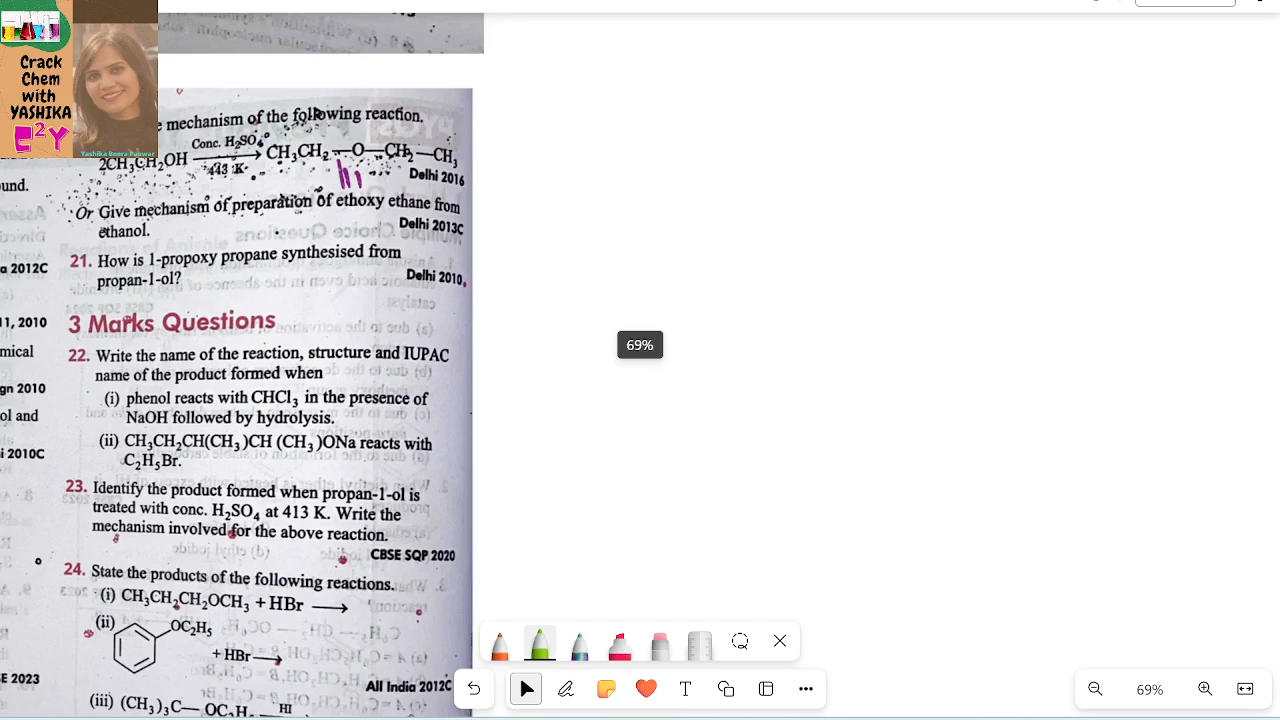 Crack
Chem
with
YASHIKA
E²Y
Yashika Boora Punwar
e mechanism of the following reaction.
2CH₃CH₂OH Conc. H₂SO₄ 443 K → CH₃CH₂—O—CH₂—CH₃
Delhi 2016
Or Give mechanism of preparation of ethoxy ethane from
ethanol.
Delhi 2013C
21. How is 1-propoxy propane synthesised from
propan-1-ol?
Delhi 2010
3 Marks Questions
22. Write the name of the reaction, structure and IUPAC
name of the product formed when
(i) phenol reacts with CHCl₃ in the presence of
NaOH followed by hydrolysis.
(ii) CH₃CH₂CH(CH₃)CH (CH₃)ONa reacts with
C₂H₅Br.
23. Identify the product formed when propan-1-ol is
treated with conc. H₂SO₄ at 413 K. Write the
mechanism involved for the above reaction.
CBSE SQP 2020
24. State the products of the following reactions.
(i) CH₃CH₂CH₂OCH₃ + HBr ⟶
(ii)
OC₂H₅
+ HBr⟶
All India 2012C
(iii) (CH₃)₃C— HI
ound.
a 2012C
11, 2010
mical
gn 2010
ol and
i 2010C
E 2023
69%
69%